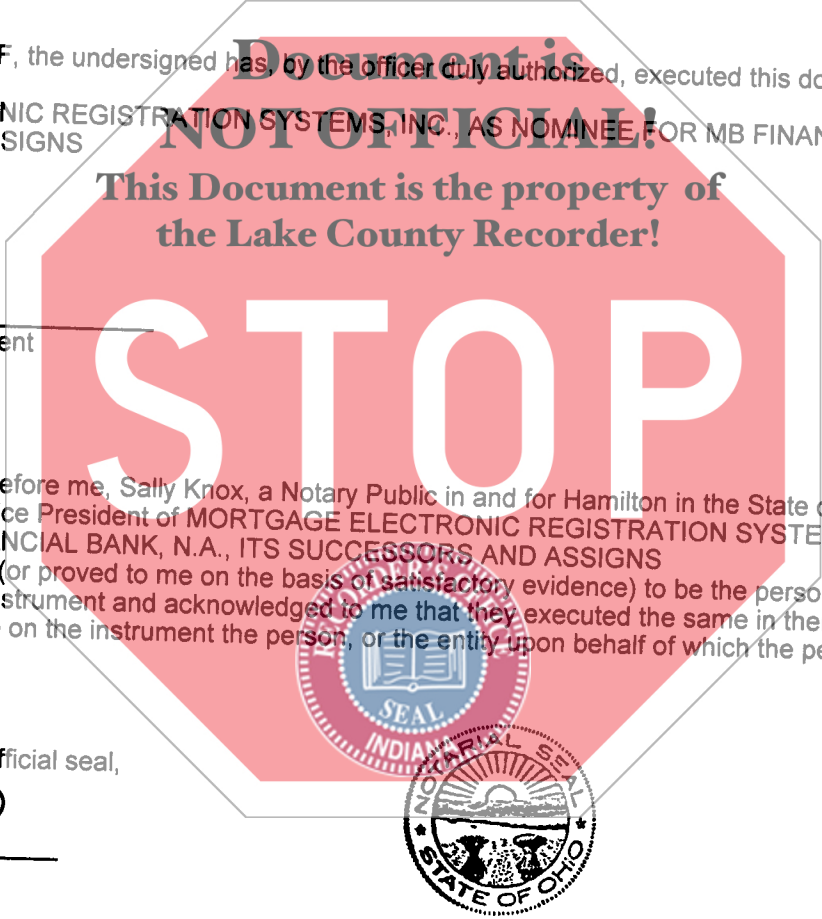 Document is
F, the undersigned has, by the officer duly authorized, executed this do
NOT OFFICIAL!
NIC REGISTRATION SYSTEMS, INC., AS NOMINEE FOR MB FINAN
SIGNS
This Document is the property of
the Lake County Recorder!
STOP
ent
efore me, Sally Knox, a Notary Public in and for Hamilton in the State
ce President of MORTGAGE ELECTRONIC REGISTRATION SYSTE
NCIAL BANK, N.A., ITS SUCCESSORS AND ASSIGNS
(or proved to me on the basis of satisfactory evidence) to be the perso
strument and acknowledged to me that they executed the same in the
on the instrument the person, or the entity upon behalf of which the pe
SEAL
INDIANA
fficial seal,
NOTARIAL SEAL
STATE OF OHIO